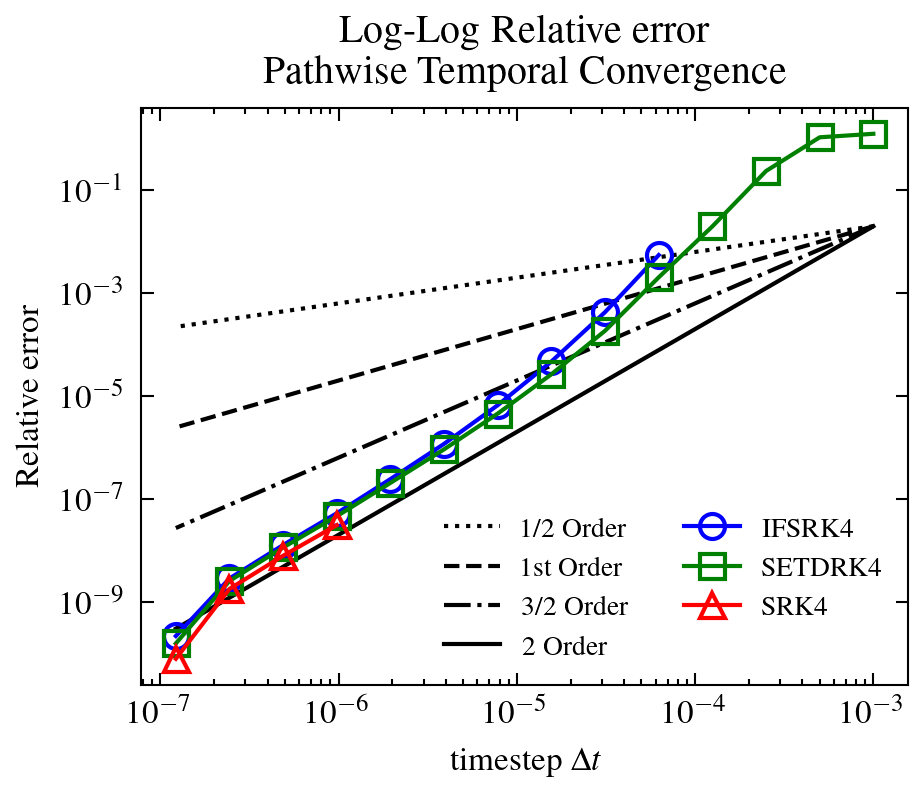 Log-Log Relative error
Pathwise Temporal Convergence
Relative error
10⁻¹
10⁻³
10⁻⁵
10⁻⁷
10⁻⁹
1/2 Order
1st Order
3/2 Order
2 Order
IFSRK4
SETDRK4
SRK4
10⁻⁷ 10⁻⁶ 10⁻⁵ 10⁻⁴ 10⁻³
timestep Δt